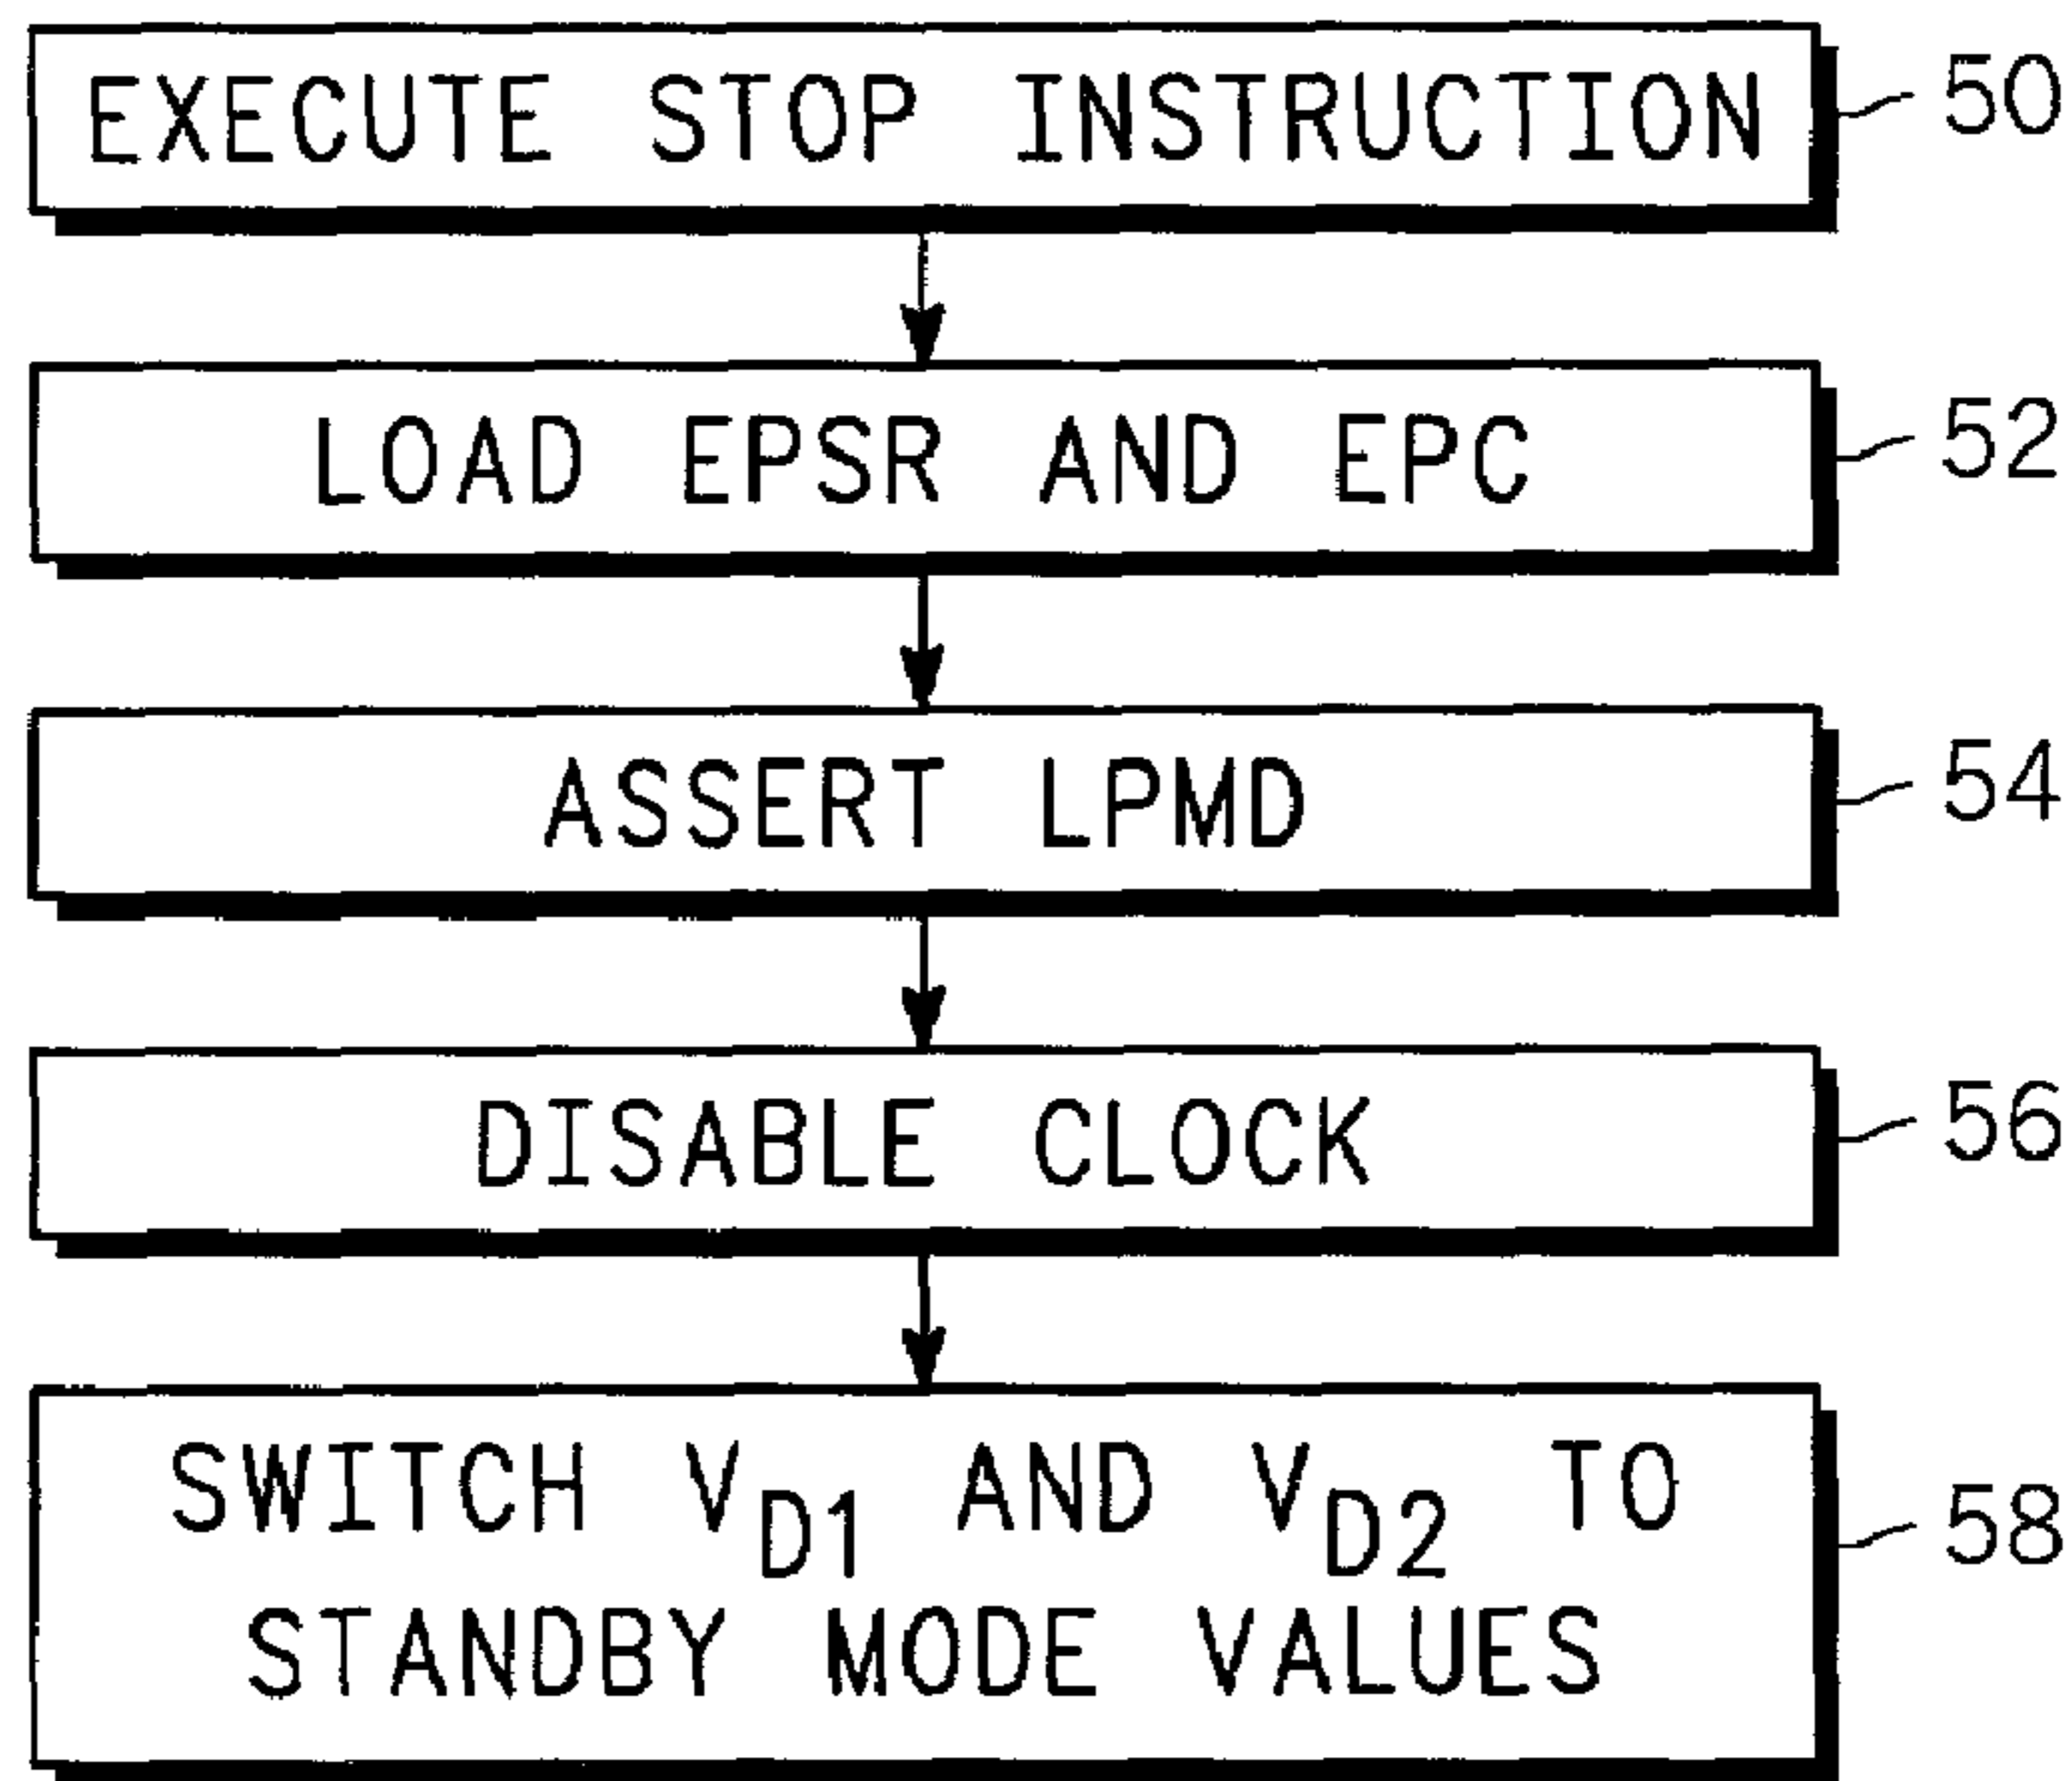 EXECUTE STOP INSTRUCTION 50
LOAD EPSR AND EPC 52
ASSERT LPMD 54
DISABLE CLOCK 56
SWITCH VD1 AND VD2 TO
STANDBY MODE VALUES
58